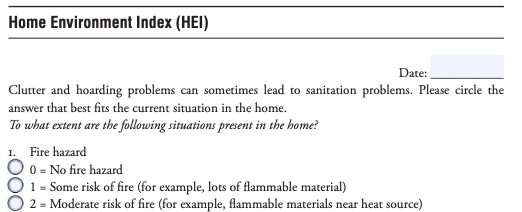 Home Environment Index (HEI)
Date:
Clutter and hoarding problems can sometimes lead to sanitation problems. Please circle the
answer that best fits the current situation in the home.
To what extent are the following situations present in the home?
1. Fire hazard
0 = No fire hazard
1 = Some risk of fire (for example, lots of flammable material)
2 = Moderate risk of fire (for example, flammable materials near heat source)